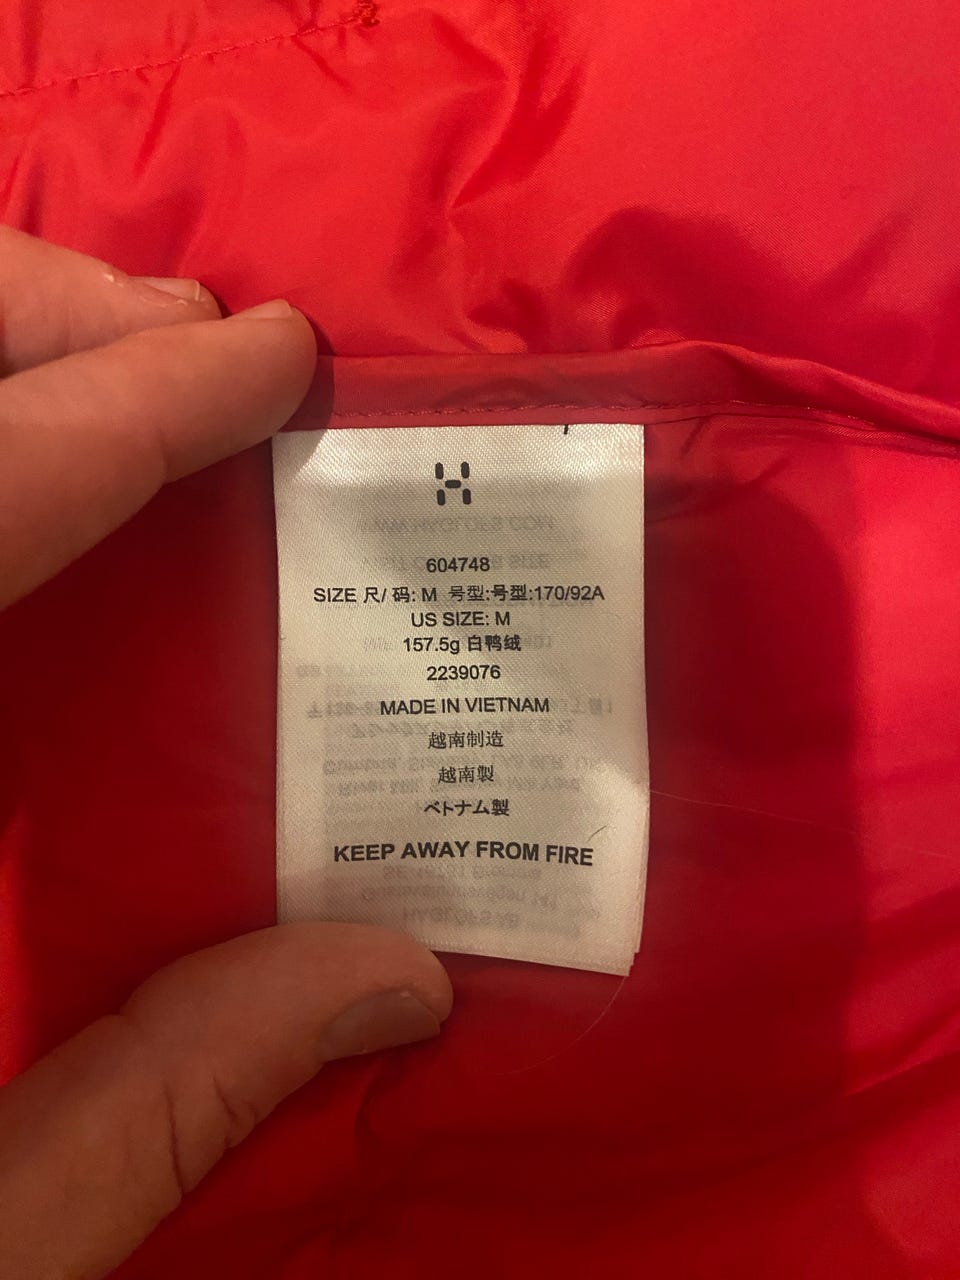 604748
SIZE 尺/ 码: M 号型:号型:170/92A
US SIZE: M
157.5g 白鸭绒
2239076
MADE IN VIETNAM
越南制造
越南製
ベトナム製
KEEP AWAY FROM FIRE